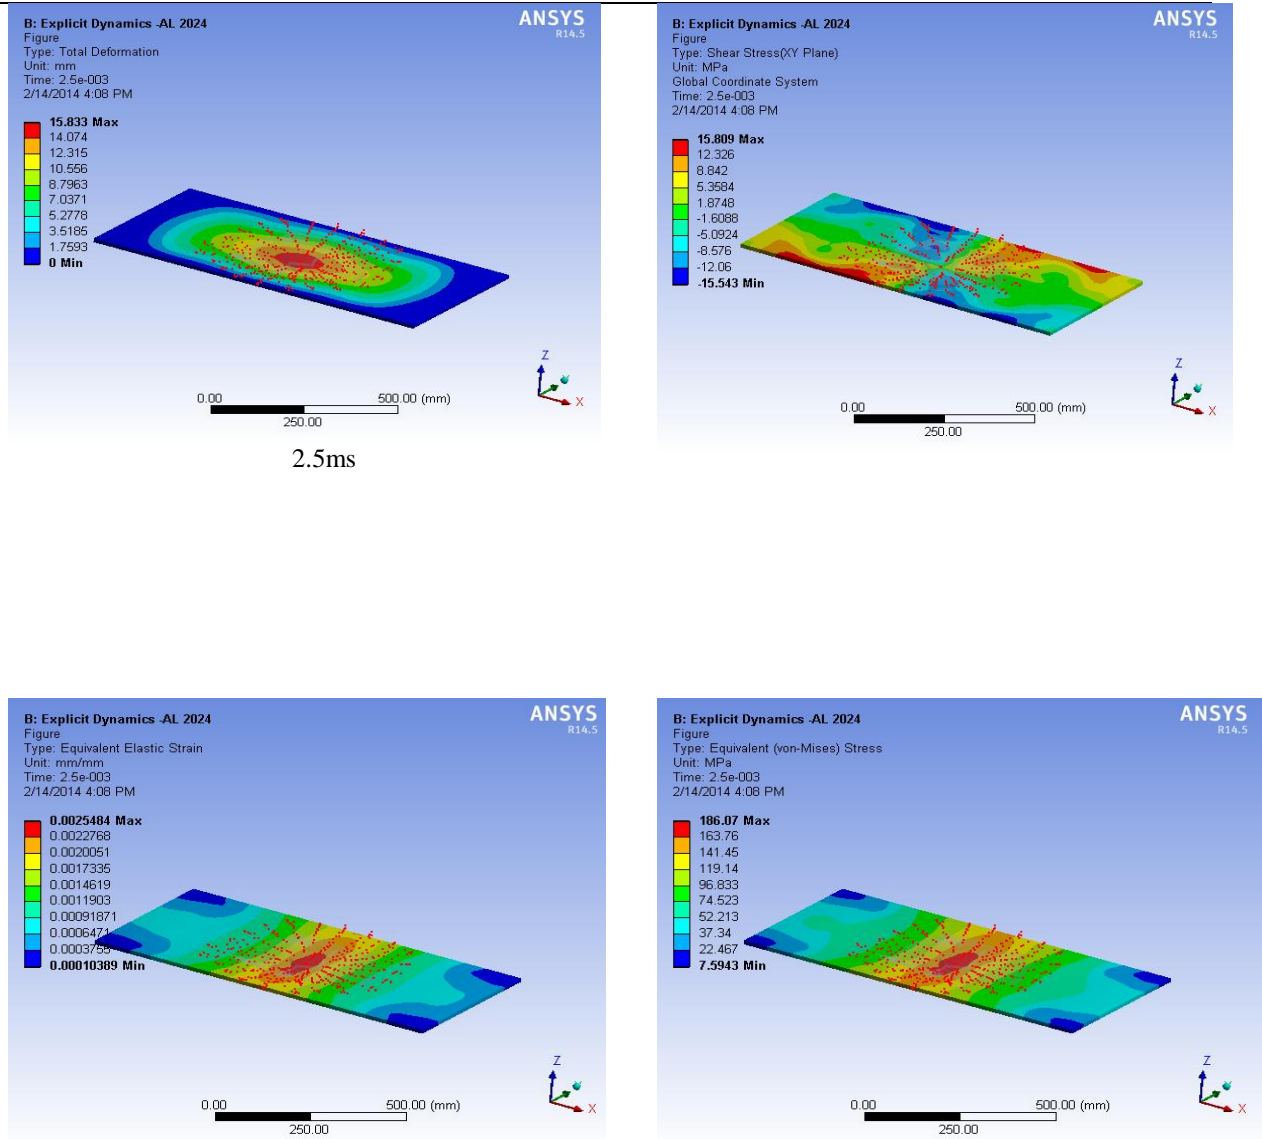 B: Explicit Dynamics -AL 2024
Figure
Type: Total Deformation
Unit: mm
Time: 2.5e-003
2/14/2014 4:08 PM
ANSYS
R14.5
15.833 Max
14.074
12.315
10.556
8.7963
7.0371
5.2778
3.5185
1.7593
0 Min
Z
X
0.00 500.00 (mm)
250.00
2.5ms
B: Explicit Dynamics -AL 2024
Figure
Type: Shear Stress(XY Plane)
Unit: MPa
Global Coordinate System
Time: 2.5e-003
2/14/2014 4:08 PM
ANSYS
R14.5
15.809 Max
12.326
8.842
5.3584
1.8748
-1.6088
-5.0924
-8.576
-12.06
-15.543 Min
Z
X
0.00 500.00 (mm)
250.00
B: Explicit Dynamics -AL 2024
Figure
Type: Equivalent Elastic Strain
Unit: mm/mm
Time: 2.5e-003
2/14/2014 4:08 PM
ANSYS
R14.5
0.0025484 Max
0.0022768
0.0020051
0.0017335
0.0014619
0.0011903
0.00091871
0.0006471
0.0003755
0.00010389 Min
Z
X
0.00 500.00 (mm)
250.00
B: Explicit Dynamics -AL 2024
Figure
Type: Equivalent (von-Mises) Stress
Unit: MPa
Time: 2.5e-003
2/14/2014 4:08 PM
ANSYS
R14.5
186.07 Max
163.76
141.45
119.14
96.833
74.523
52.213
37.34
22.467
7.5943 Min
Z
X
0.00 500.00 (mm)
250.00